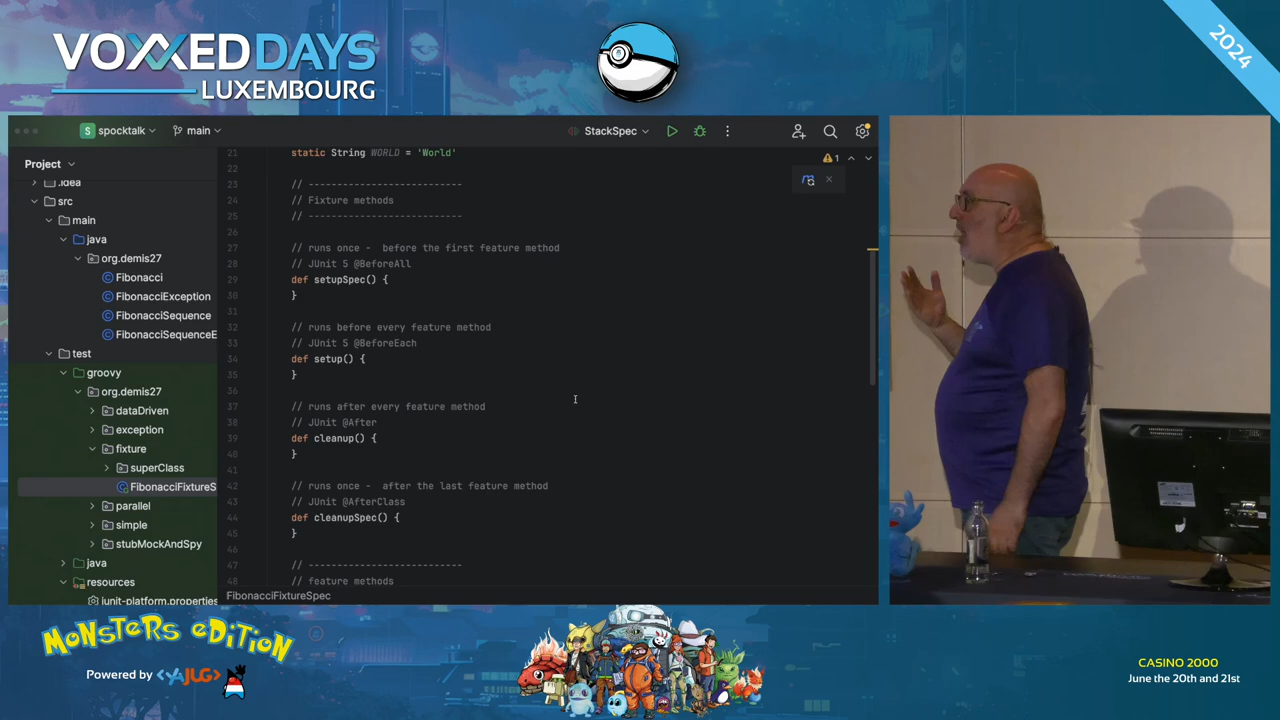 VOXXED DAYS
LUXEMBOURG
2024
spocktalk
main
StackSpec
Project
.idea
src
main
java
org.demis27
Fibonacci
FibonacciException
FibonacciSequence
FibonacciSequenceE
test
groovy
org.demis27
dataDriven
exception
fixture
superClass
FibonacciFixtureS
parallel
simple
stubMockAndSpy
java
resources
junit-platform.properties
1
21 static String WORLD = 'World'
22
23 // ---------------------------
24 // Fixture methods
25 // ---------------------------
26
27 // runs once -  before the first feature method
28 // JUnit 5 @BeforeAll
29 def setupSpec() {
30 }
31
32 // runs before every feature method
33 // JUnit 5 @BeforeEach
34 def setup() {
35 }
36
37 // runs after every feature method
38 // JUnit @After
39 def cleanup() {
40 }
41
42 // runs once -  after the last feature method
43 // JUnit @AfterClass
44 def cleanupSpec() {
45 }
46
47 // ---------------------------
48 // feature methods
FibonacciFixtureSpec
MONSTERS EDITION
Powered by <YAJUG>
CASINO 2000
June the 20th and 21st